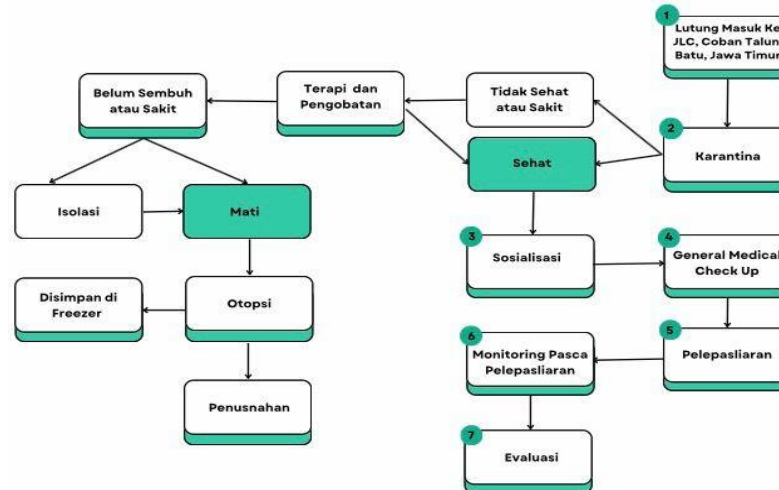 1
Lutung Masuk Ke
JLC, Coban Talun
Batu, Jawa Timur
2
Karantina
Tidak Sehat
atau Sakit
Terapi dan
Pengobatan
Belum Sembuh
atau Sakit
Sehat
Isolasi
Mati
3
Sosialisasi
4
General Medical
Check Up
Disimpan di
Freezer
Otopsi
6
Monitoring Pasca
Pelepasliaran
5
Pelepasliaran
Penusnahan
7
Evaluasi